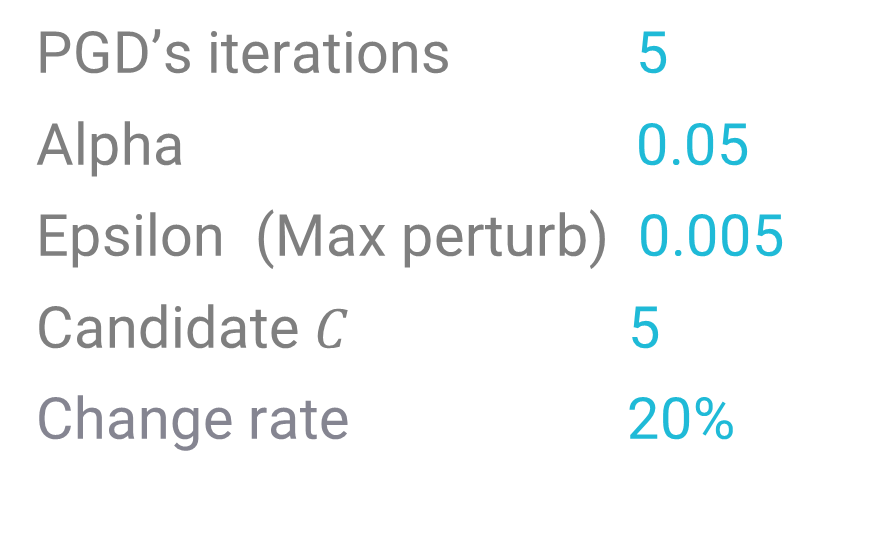 PGD’s iterations 5
Alpha 0.05
Epsilon (Max perturb) 0.005
Candidate C 5
Change rate 20%